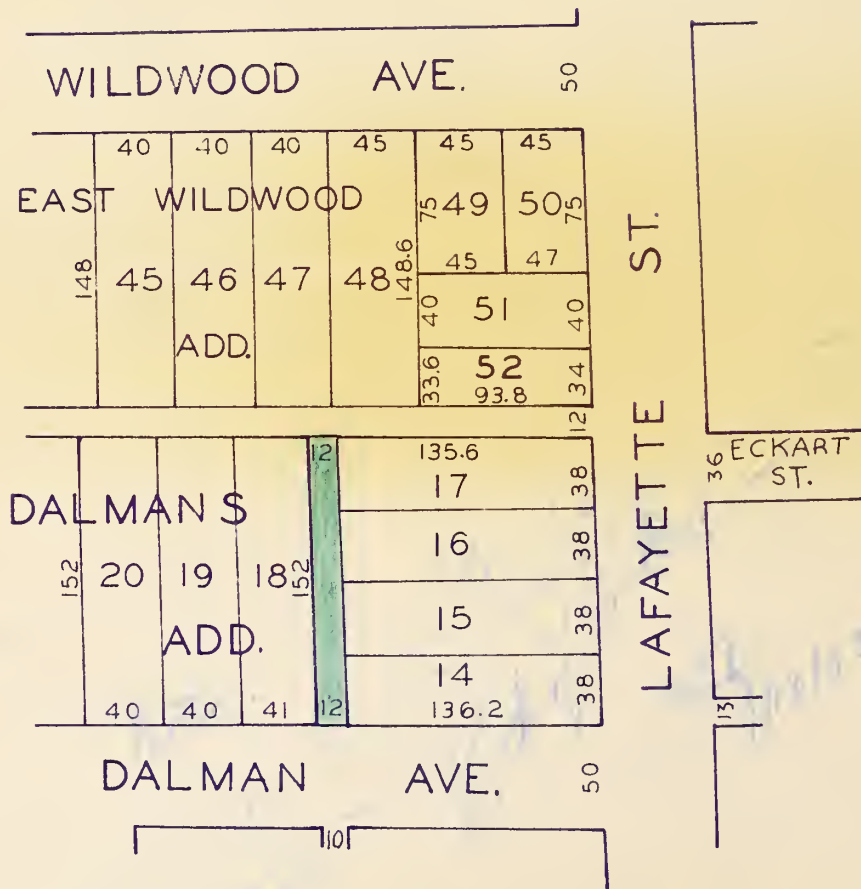 WILDWOOD AVE. 50
40 40 40 45 45 45
EAST WILDWOOD
148 45 46 47 48 148.6 75 49 50 75
45 47
ADD.
40 51 40
33.6 52 34
93.8
12
LAFAYETTE ST.
36 ECKART
ST.
12 135.6
17 38
DALMANS
16 38
152 20 19 18 152
15 38
ADD.
14 38
40 40 41 12 136.2
13
DALMAN AVE. 50
10